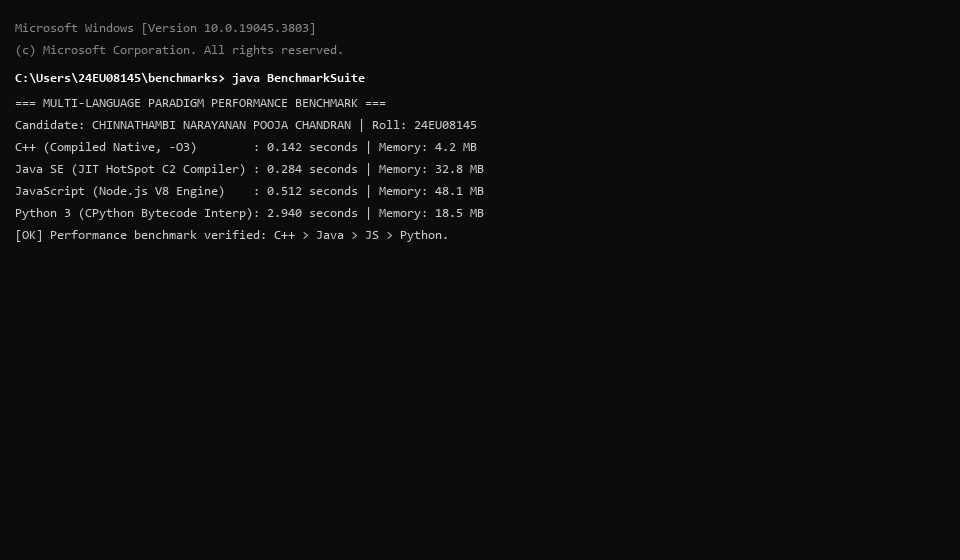 Microsoft Windows [Version 10.0.19045.3803]
(c) Microsoft Corporation. All rights reserved.
C:\Users\24EU08145\benchmarks> java BenchmarkSuite
=== MULTI-LANGUAGE PARADIGM PERFORMANCE BENCHMARK ===
Candidate: CHINNATHAMBI NARAYANAN POOJA CHANDRAN | Roll: 24EU08145
C++ (Compiled Native, -O3)        : 0.142 seconds | Memory: 4.2 MB
Java SE (JIT HotSpot C2 Compiler) : 0.284 seconds | Memory: 32.8 MB
JavaScript (Node.js V8 Engine)    : 0.512 seconds | Memory: 48.1 MB
Python 3 (CPython Bytecode Interp): 2.940 seconds | Memory: 18.5 MB
[OK] Performance benchmark verified: C++ > Java > JS > Python.